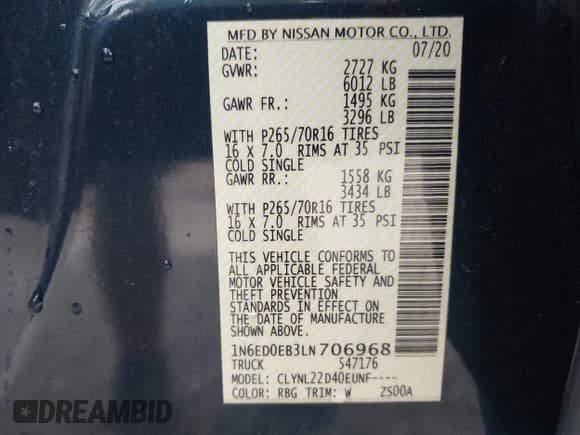 MFD BY NISSAN MOTOR CO., LTD.
DATE: 07/20
GVWR: 2727 KG
6012 LB
GAWR FR.: 1495 KG
3296 LB
WITH P265/70R16 TIRES
16 X 7.0 RIMS AT 35 PSI
COLD SINGLE
GAWR RR.: 1558 KG
3434 LB
WITH P265/70R16 TIRES
16 X 7.0 RIMS AT 35 PSI
COLD SINGLE
THIS VEHICLE CONFORMS TO
ALL APPLICABLE FEDERAL
MOTOR VEHICLE SAFETY AND
THEFT PREVENTION
STANDARDS IN EFFECT ON
THE DATE OF MANUFACTURE
SHOWN ABOVE.
1N6ED0EB3LN706968
TRUCK 547176
MODEL: CLYNL22D40EUNF----
COLOR: RBG TRIM: W ZS00A
DREAMBID